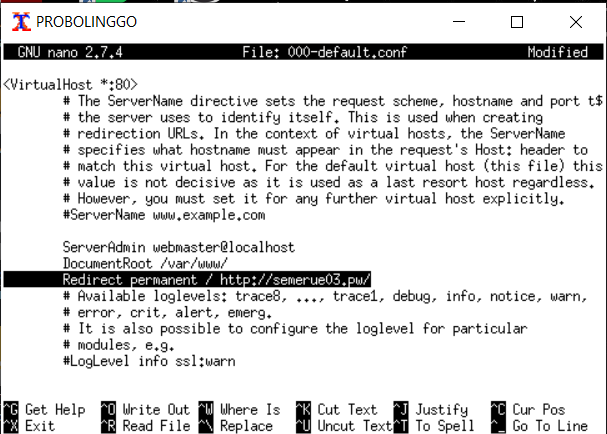 PROBOLINGGO
GNU nano 2.7.4 File: 000-default.conf Modified
<VirtualHost *:80>
# The ServerName directive sets the request scheme, hostname and port t$
# the server uses to identify itself. This is used when creating
# redirection URLs. In the context of virtual hosts, the ServerName
# specifies what hostname must appear in the request's Host: header to
# match this virtual host. For the default virtual host (this file) this
# value is not decisive as it is used as a last resort host regardless.
# However, you must set it for any further virtual host explicitly.
#ServerName www.example.com
ServerAdmin webmaster@localhost
DocumentRoot /var/www/
Redirect permanent / http://semerue03.pw/
# Available loglevels: trace8, ..., trace1, debug, info, notice, warn,
# error, crit, alert, emerg.
# It is also possible to configure the loglevel for particular
# modules, e.g.
#LogLevel info ssl:warn
^G Get Help ^O Write Out ^W Where Is ^K Cut Text ^J Justify ^C Cur Pos
^X Exit ^R Read File ^\ Replace ^U Uncut Text ^T To Spell ^_ Go To Line